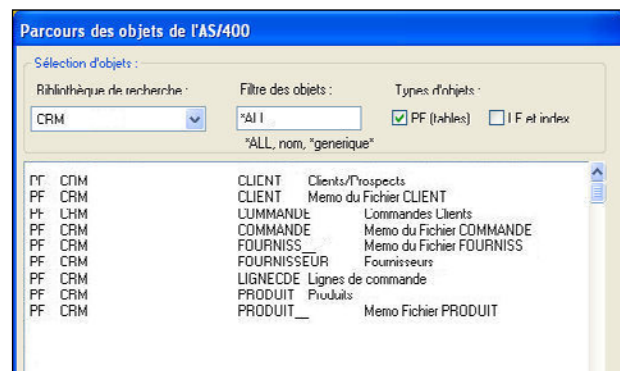 Parcours des objets de l'AS/400
Sélection d'objets :
Bibliothèque de recherche : Filtre des objets : Types d'objets :
CRM *ALL PF (tables) LF et index
*ALL, nom, *generique*
PF CRM CLIENT Clients/Prospects
PF CRM CLIENT Memo du Fichier CLIENT
PF CRM COMMANDE Commandes Clients
PF CRM COMMANDE Memo du Fichier COMMANDE
PF CRM FOURNISS__ Memo du Fichier FOURNISS
PF CRM FOURNISSEUR Fournisseurs
PF CRM LIGNECDE Lignes de commande
PF CRM PRODUIT Produits
PF CRM PRODUIT__ Memo Fichier PRODUIT